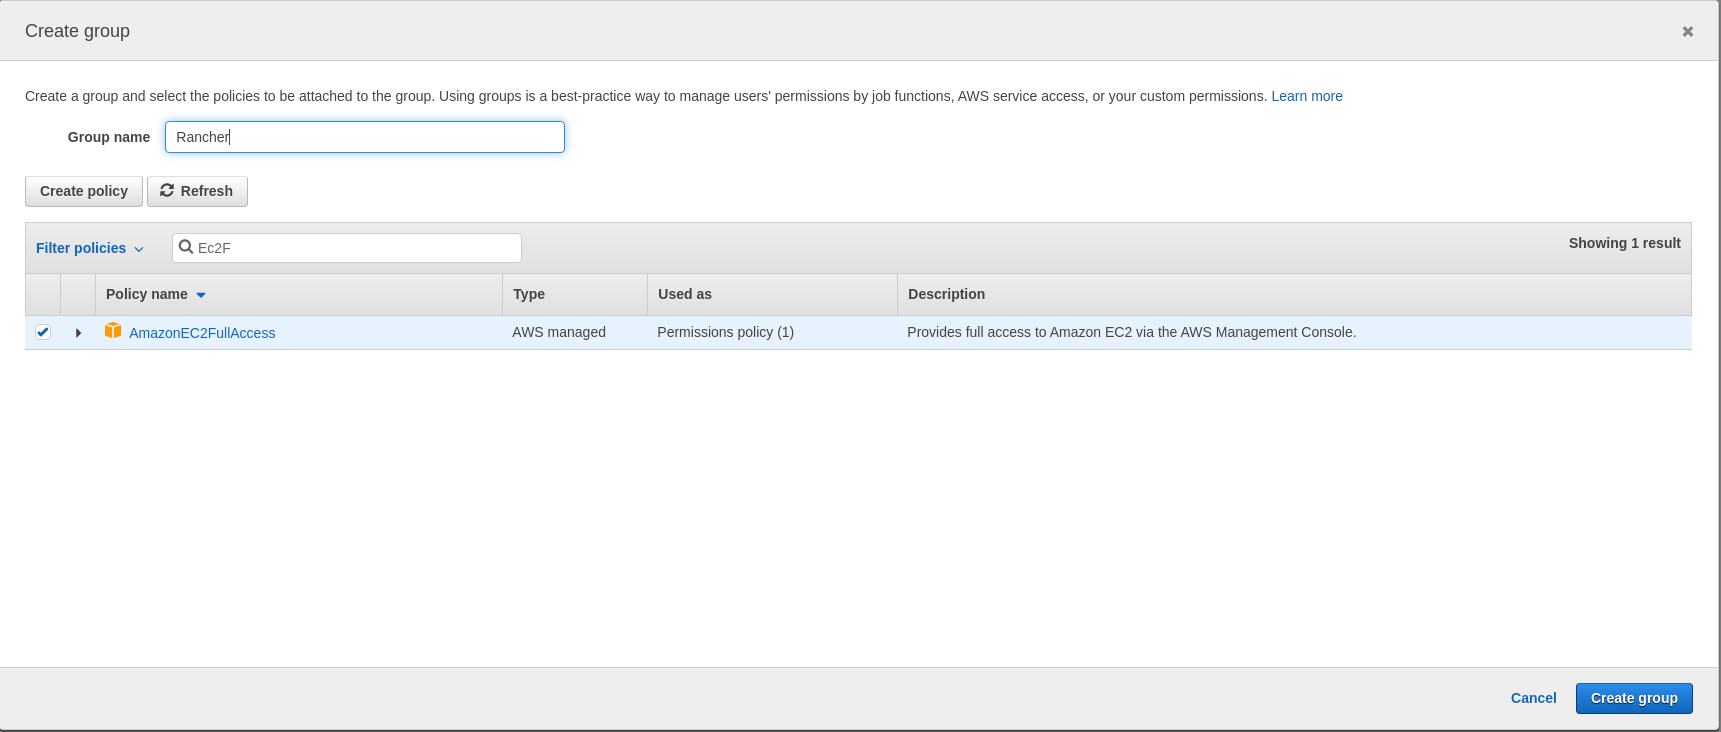 Create group
Create a group and select the policies to be attached to the group. Using groups is a best-practice way to manage users' permissions by job functions, AWS service access, or your custom permissions. Learn more
Group name Rancher
Create policy Refresh
Filter policies Ec2F Showing 1 result
Policy name Type Used as Description
AmazonEC2FullAccess AWS managed Permissions policy (1) Provides full access to Amazon EC2 via the AWS Management Console.
Cancel Create group